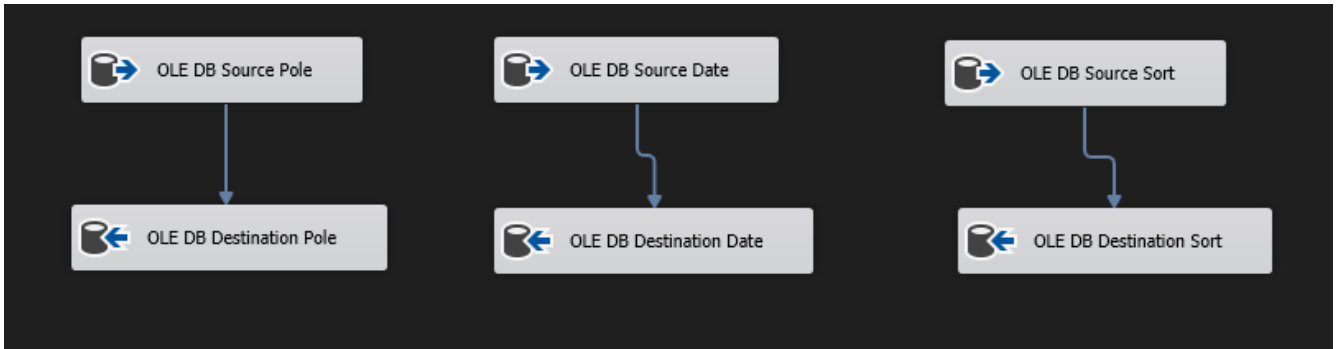 OLE DB Source Pole
OLE DB Source Date
OLE DB Source Sort
OLE DB Destination Pole
OLE DB Destination Date
OLE DB Destination Sort